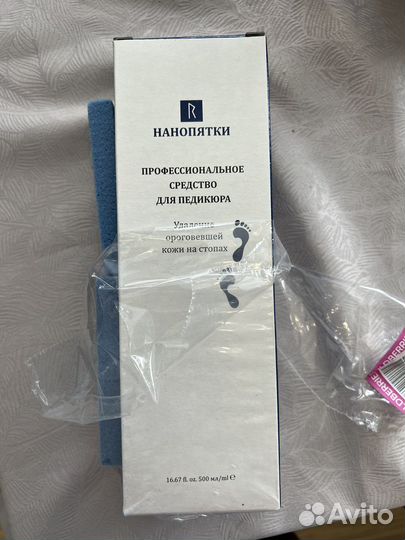 R
НАНОПЯТКИ
ПРОФЕССИОНАЛЬНОЕ
СРЕДСТВО
ДЛЯ ПЕДИКЮРА
Удаление
ороговевшей
кожи на стопах
16.67 fl. oz. 500 мл/ml ℮
Avito